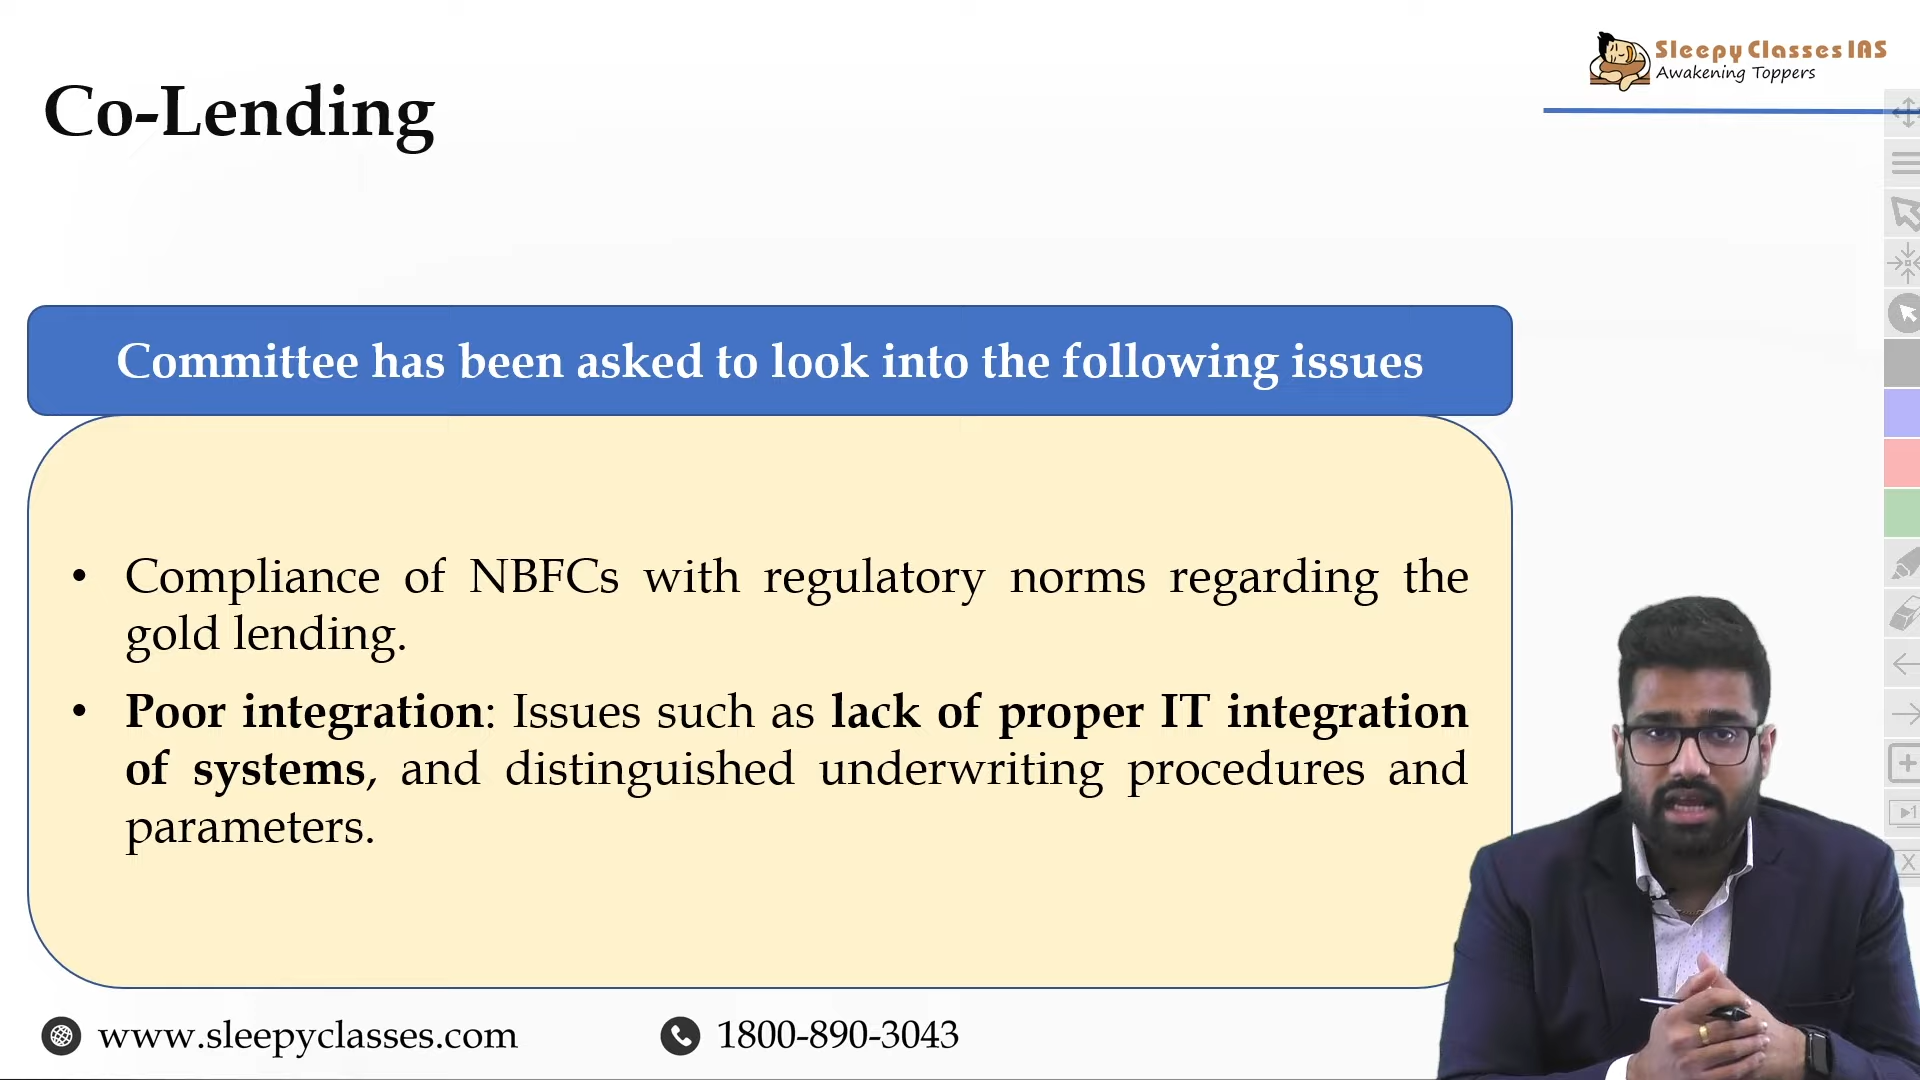 Sleepy Classes IAS
Awakening Toppers
Co-Lending
Committee has been asked to look into the following issues
• Compliance of NBFCs with regulatory norms regarding the
gold lending.
• Poor integration: Issues such as lack of proper IT integration
of systems, and distinguished underwriting procedures and
parameters.
www.sleepyclasses.com
1800-890-3043